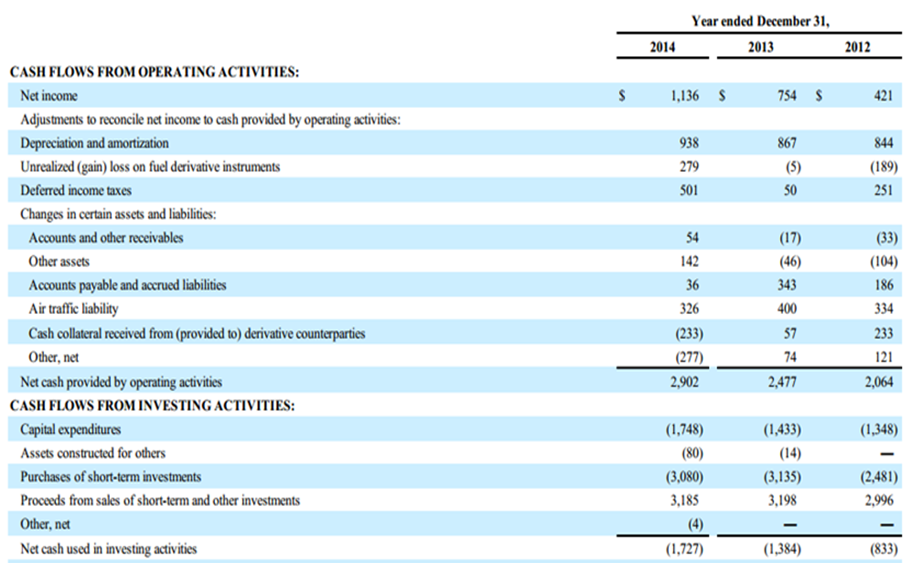 Year ended December 31,
2014 2013 2012
CASH FLOWS FROM OPERATING ACTIVITIES:
Net income $ 1,136 $ 754 $ 421
Adjustments to reconcile net income to cash provided by operating activities:
Depreciation and amortization 938 867 844
Unrealized (gain) loss on fuel derivative instruments 279 (5) (189)
Deferred income taxes 501 50 251
Changes in certain assets and liabilities:
Accounts and other receivables 54 (17) (33)
Other assets 142 (46) (104)
Accounts payable and accrued liabilities 36 343 186
Air traffic liability 326 400 334
Cash collateral received from (provided to) derivative counterparties (233) 57 233
Other, net (277) 74 121
Net cash provided by operating activities 2,902 2,477 2,064
CASH FLOWS FROM INVESTING ACTIVITIES:
Capital expenditures (1,748) (1,433) (1,348)
Assets constructed for others (80) (14) —
Purchases of short-term investments (3,080) (3,135) (2,481)
Proceeds from sales of short-term and other investments 3,185 3,198 2,996
Other, net (4) — —
Net cash used in investing activities (1,727) (1,384) (833)